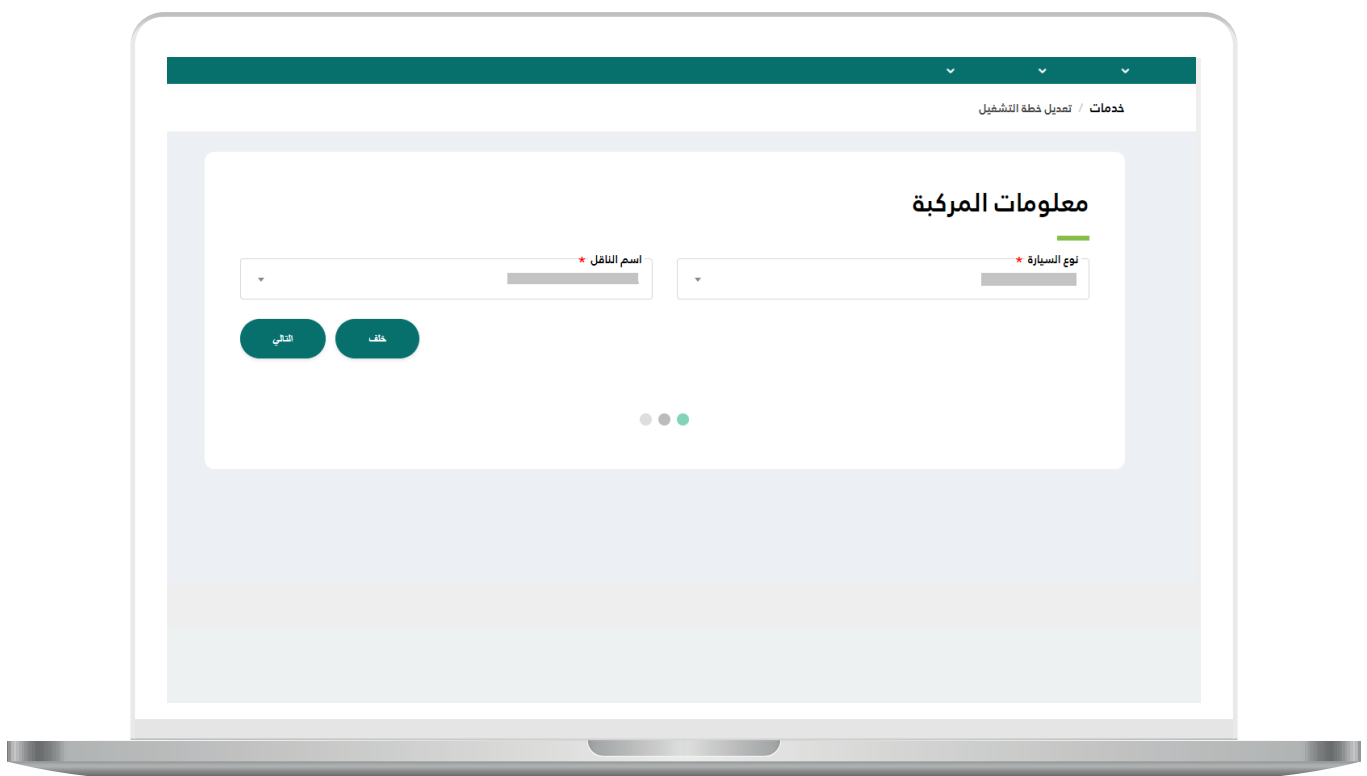 خدمات / تعديل خطة التشغيل
معلومات المركبة
نوع السيارة *
اسم الناقل *
خلف
التالي